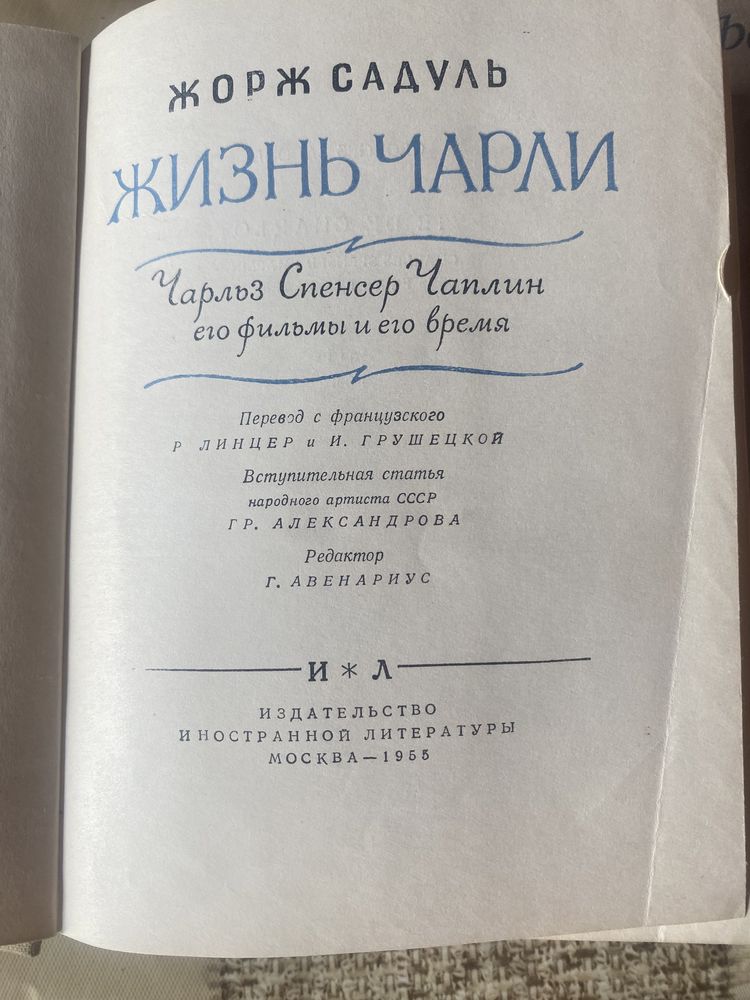 ЖОРЖ САДУЛЬ
ЖИЗНЬ ЧАРЛИ
Чарльз Спенсер Чаплин
его фильмы и его время
Перевод с французского
Р ЛИНЦЕР и И. ГРУШЕЦКОЙ
Вступительная статья
народного артиста СССР
ГР. АЛЕКСАНДРОВА
Редактор
Г. АВЕНАРИУС
И * Л
ИЗДАТЕЛЬСТВО
ИНОСТРАННОЙ ЛИТЕРАТУРЫ
МОСКВА — 1955